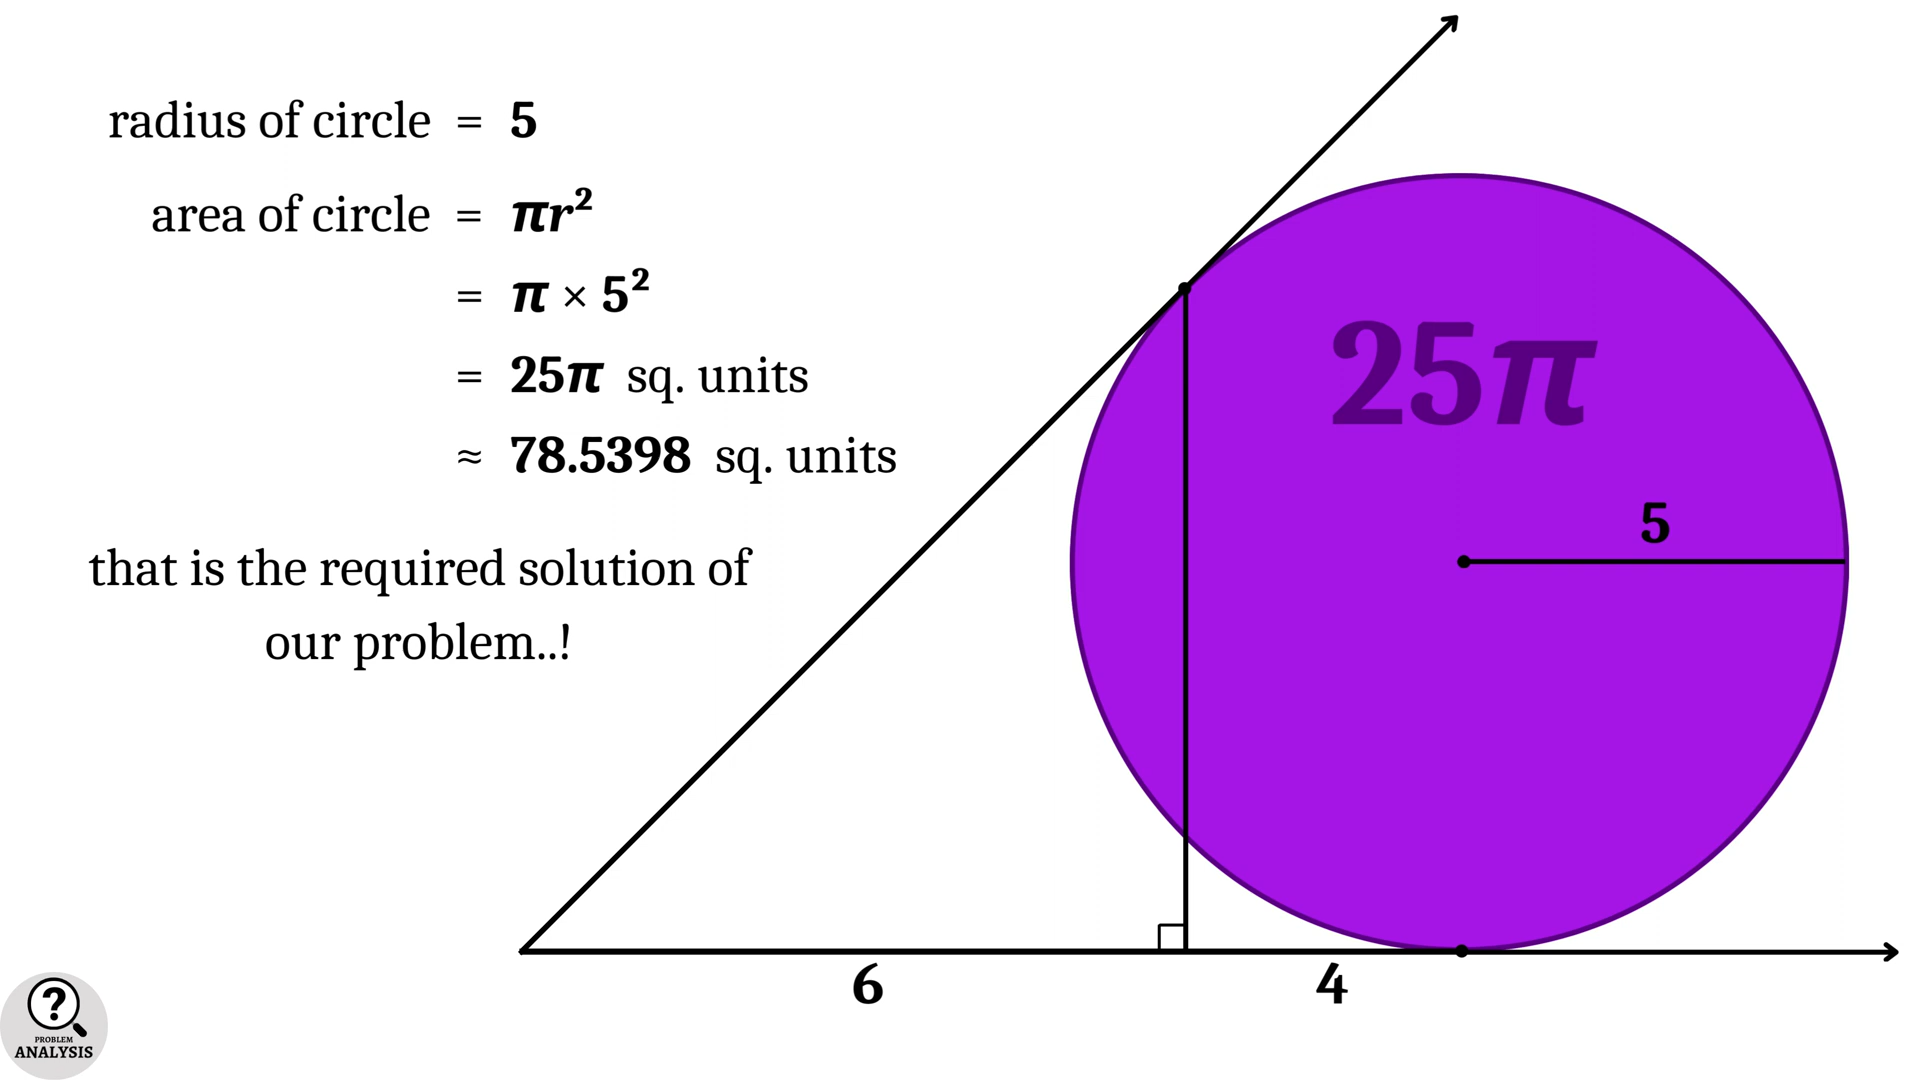 radius of circle = 5
area of circle = πr²
= π × 5²
= 25π sq. units
≈ 78.5398 sq. units
that is the required solution of
our problem..!
25π
5
6
4
?
PROBLEM
ANALYSIS